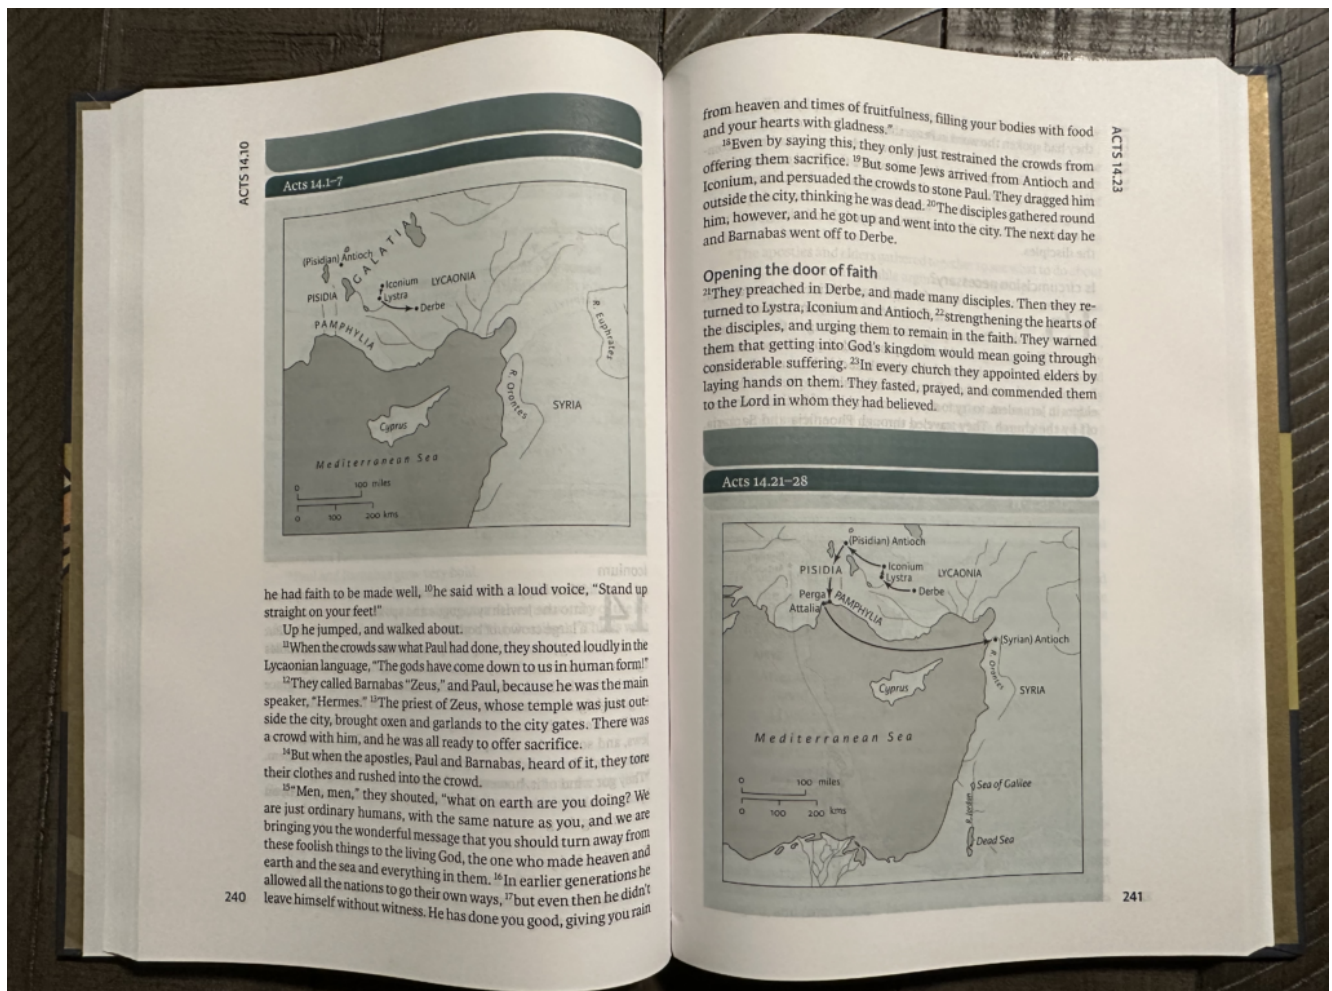 ACTS 14.10
Acts 14.1–7
(Pisidian) Antioch
GALATI
Iconium
LYCAONIA
PISIDIA
Lystra
Derbe
PAMPHYLIA
R. Euphrates
R. Orontes
SYRIA
Cyprus
Mediterranean Sea
0 100 miles
0 100 200 kms
he had faith to be made well, ¹⁰he said with a loud voice, “Stand up
straight on your feet!”
Up he jumped, and walked about.
¹¹When the crowds saw what Paul had done, they shouted loudly in the
Lycaonian language, “The gods have come down to us in human form!”
¹²They called Barnabas “Zeus,” and Paul, because he was the main
speaker, “Hermes.” ¹³The priest of Zeus, whose temple was just out-
side the city, brought oxen and garlands to the city gates. There was
a crowd with him, and he was all ready to offer sacrifice.
¹⁴But when the apostles, Paul and Barnabas, heard of it, they tore
their clothes and rushed into the crowd.
¹⁵“Men, men,” they shouted, “what on earth are you doing? We
are just ordinary humans, with the same nature as you, and we are
bringing you the wonderful message that you should turn away from
these foolish things to the living God, the one who made heaven and
earth and the sea and everything in them. ¹⁶In earlier generations he
allowed all the nations to go their own ways, ¹⁷but even then he didn’t
leave himself without witness. He has done you good, giving you rain
240
ACTS 14.23
from heaven and times of fruitfulness, filling your bodies with food
and your hearts with gladness.”
¹⁸Even by saying this, they only just restrained the crowds from
offering them sacrifice. ¹⁹But some Jews arrived from Antioch and
Iconium, and persuaded the crowds to stone Paul. They dragged him
outside the city, thinking he was dead. ²⁰The disciples gathered round
him, however, and he got up and went into the city. The next day he
and Barnabas went off to Derbe.
Opening the door of faith
²¹They preached in Derbe, and made many disciples. Then they re-
turned to Lystra, Iconium and Antioch, ²²strengthening the hearts of
the disciples, and urging them to remain in the faith. They warned
them that getting into God’s kingdom would mean going through
considerable suffering. ²³In every church they appointed elders by
laying hands on them. They fasted, prayed, and commended them
to the Lord in whom they had believed.
Acts 14.21–28
(Pisidian) Antioch
PISIDIA
Iconium
LYCAONIA
Lystra
Derbe
Perga
PAMPHYLIA
Attalia
(Syrian) Antioch
R. Orontes
Cyprus
SYRIA
Mediterranean Sea
0 100 miles
0 100 200 kms
Sea of Galilee
R. Jordan
Dead Sea
241